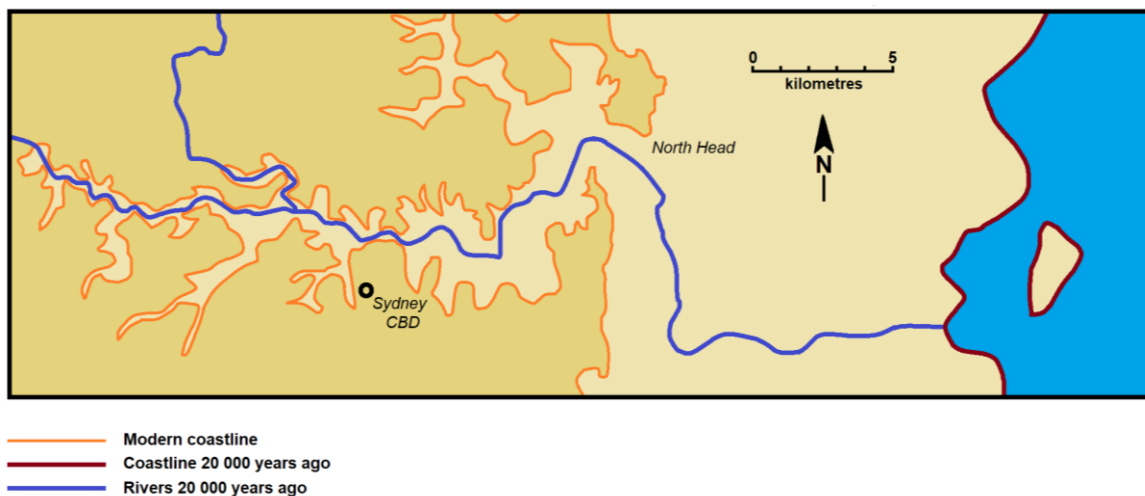 0 5
kilometres
North Head
N
Sydney
CBD
Modern coastline
Coastline 20 000 years ago
Rivers 20 000 years ago